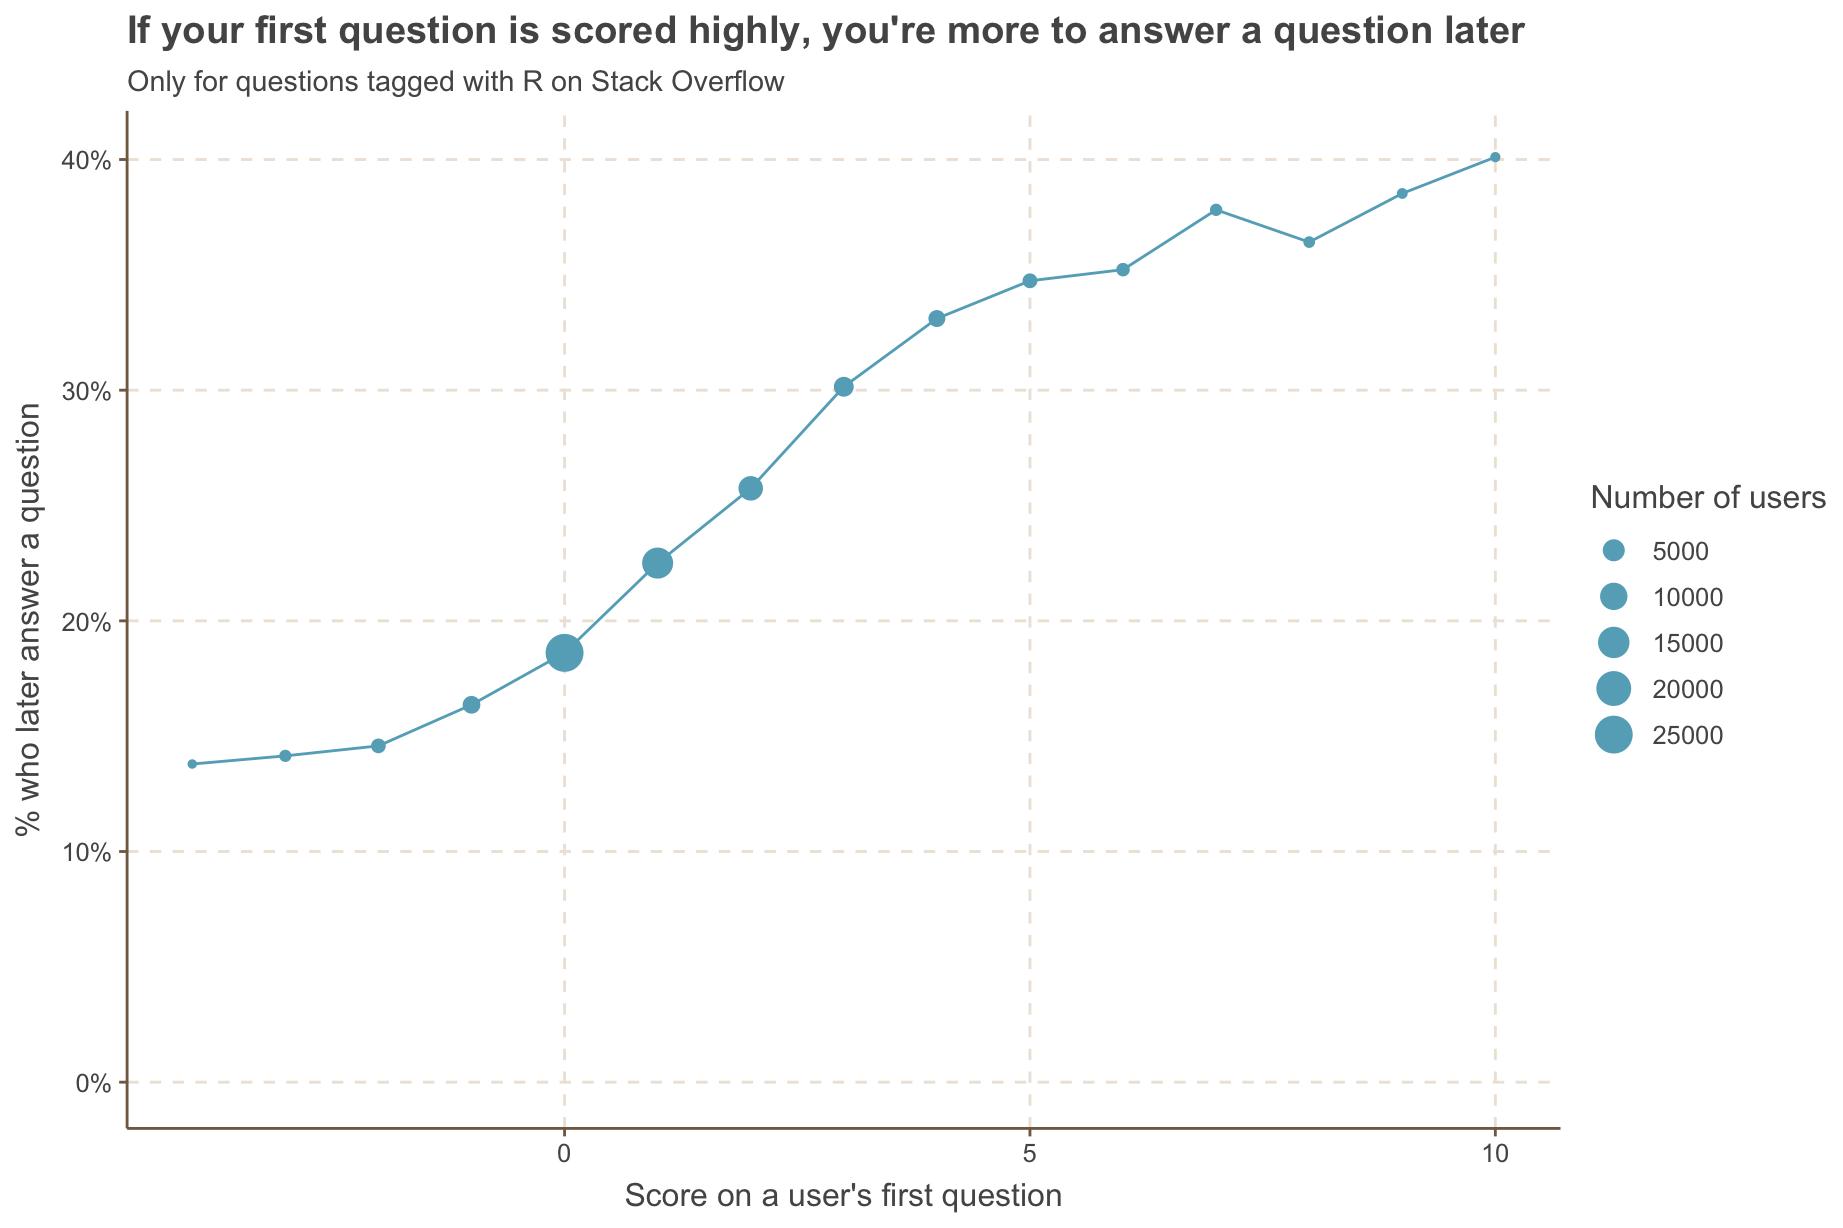 If your first question is scored highly, you're more to answer a question later
Only for questions tagged with R on Stack Overflow
% who later answer a question
40%
30%
20%
10%
0%
0
5
10
Score on a user's first question
Number of users
5000
10000
15000
20000
25000